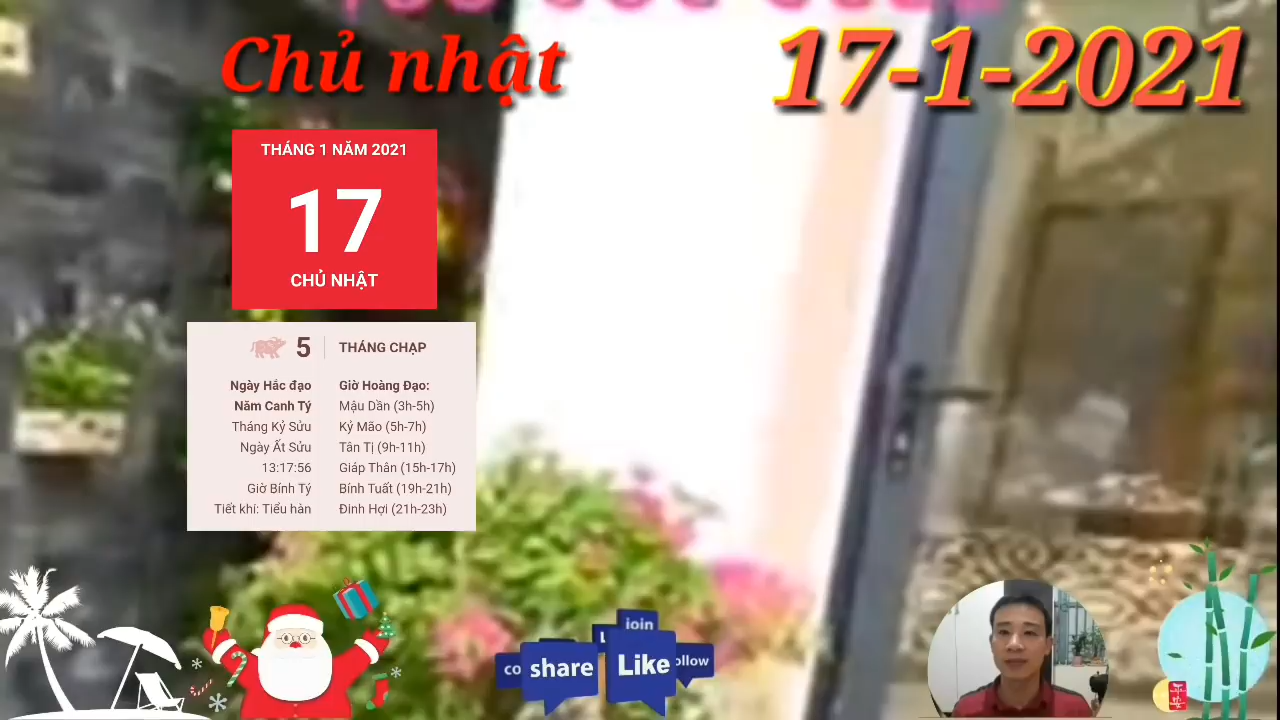 Chủ nhật
17-1-2021
THÁNG 1 NĂM 2021
17
CHỦ NHẬT
5
THÁNG CHẠP
Ngày Hắc đạo
Năm Canh Tý
Tháng Kỷ Sửu
Ngày Ất Sửu
13:17:56
Giờ Bính Tý
Tiết khí: Tiểu hàn
Giờ Hoàng Đạo:
Mậu Dần (3h-5h)
Kỷ Mão (5h-7h)
Tân Tị (9h-11h)
Giáp Thân (15h-17h)
Bính Tuất (19h-21h)
Đinh Hợi (21h-23h)
join
co share Like ollow